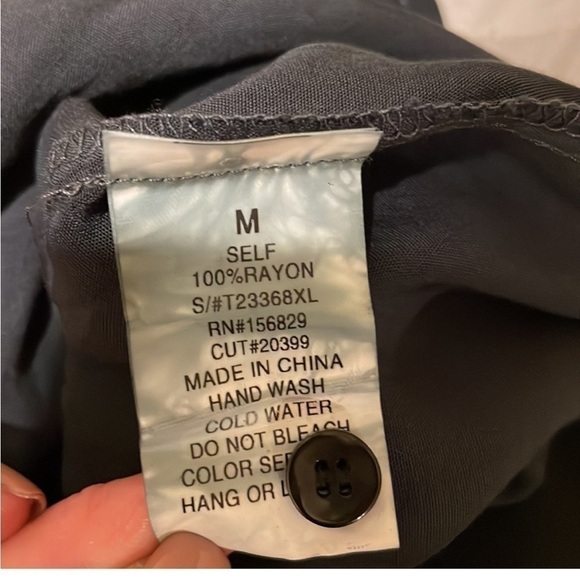 M
SELF
100%RAYON
S/#T23368XL
RN#156829
CUT#20399
MADE IN CHINA
HAND WASH
COLD WATER
DO NOT BLEACH
COLOR
HANG OR